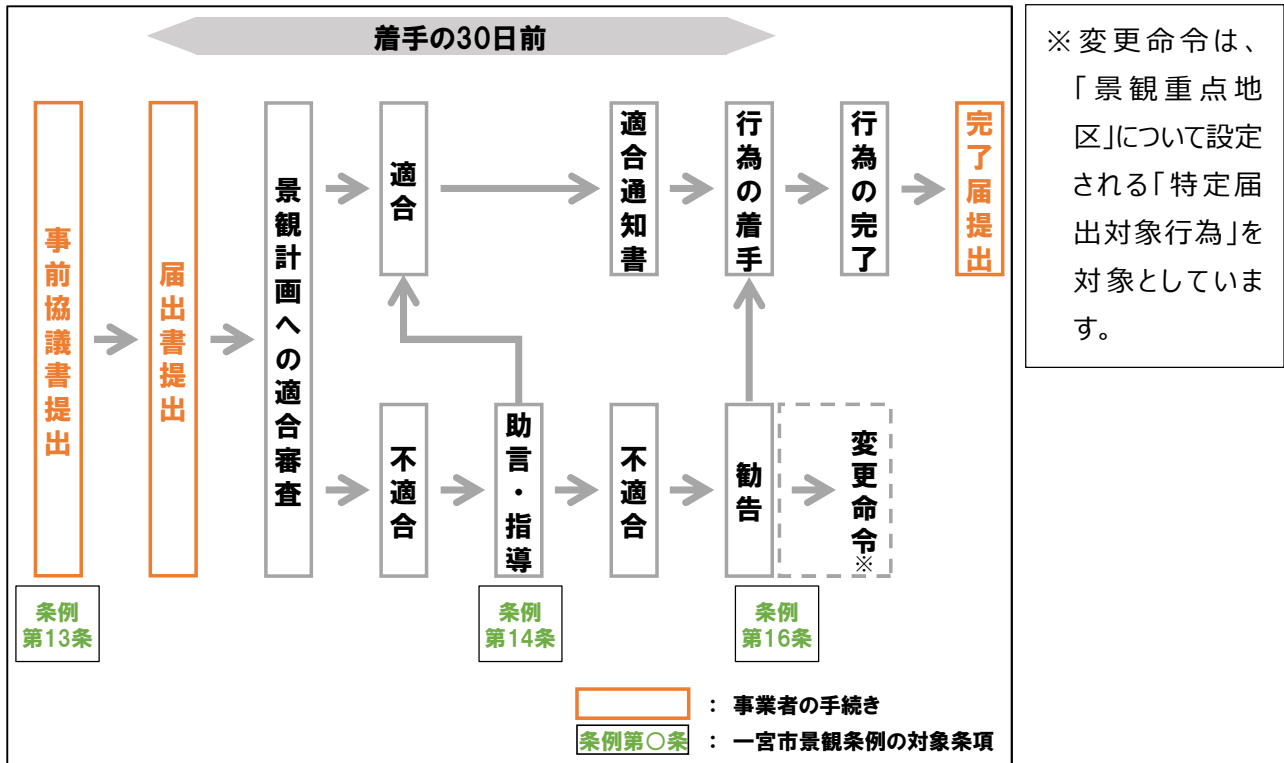 着手の30日前
事前協議書提出
届出書提出
景観計画への適合審査
適合
適合通知書
行為の着手
行為の完了
完了届提出
不適合
助言・指導
不適合
勧告
変更命令※
条例
第13条
条例
第14条
条例
第16条
： 事業者の手続き
条例第〇条 ： 一宮市景観条例の対象条項
※変更命令は、
「景観重点地
区」について設定
される「特定届
出対象行為」を
対象としていま
す。